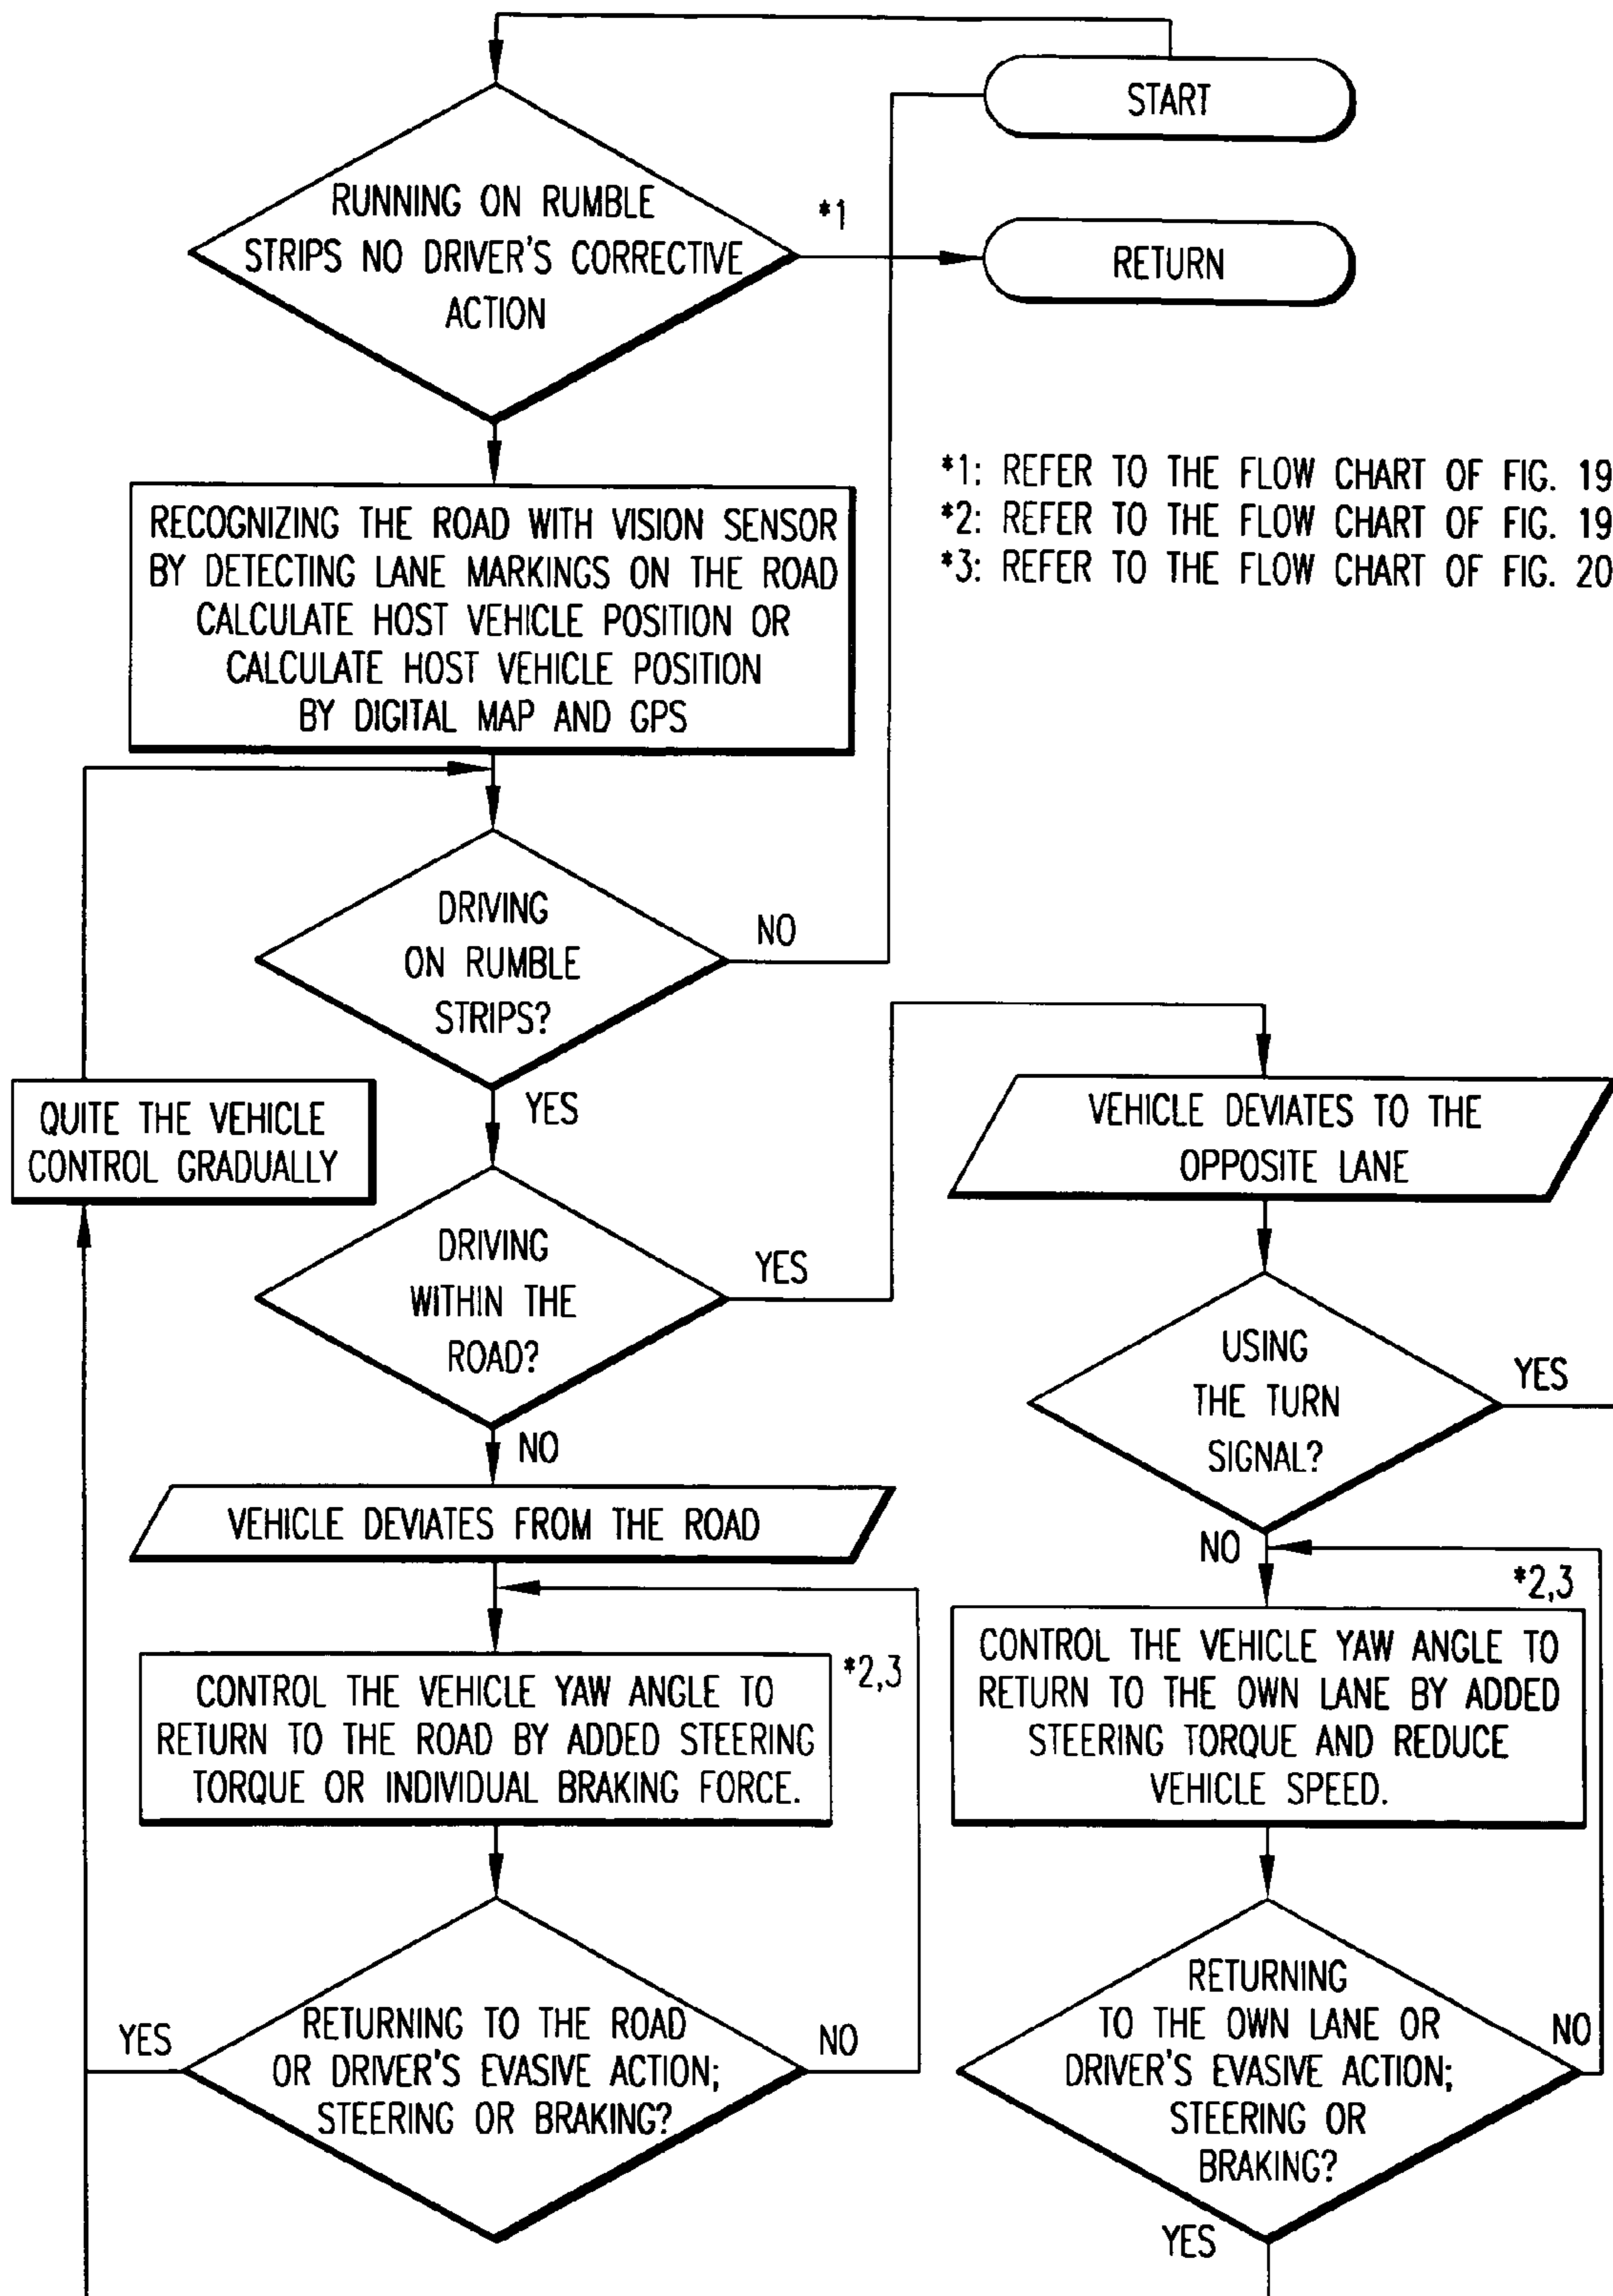 START
RUNNING ON RUMBLE
STRIPS NO DRIVER'S CORRECTIVE
ACTION
*1
RETURN
*1: REFER TO THE FLOW CHART OF FIG. 19
*2: REFER TO THE FLOW CHART OF FIG. 19
*3: REFER TO THE FLOW CHART OF FIG. 20
RECOGNIZING THE ROAD WITH VISION SENSOR
BY DETECTING LANE MARKINGS ON THE ROAD
CALCULATE HOST VEHICLE POSITION OR
CALCULATE HOST VEHICLE POSITION
BY DIGITAL MAP AND GPS
DRIVING
ON RUMBLE
STRIPS?
NO
YES
QUITE THE VEHICLE
CONTROL GRADUALLY
DRIVING
WITHIN THE
ROAD?
YES
NO
VEHICLE DEVIATES TO THE
OPPOSITE LANE
USING
THE TURN
SIGNAL?
YES
NO
VEHICLE DEVIATES FROM THE ROAD
*2,3
CONTROL THE VEHICLE YAW ANGLE TO
RETURN TO THE ROAD BY ADDED STEERING
TORQUE OR INDIVIDUAL BRAKING FORCE.
*2,3
CONTROL THE VEHICLE YAW ANGLE TO
RETURN TO THE OWN LANE BY ADDED
STEERING TORQUE AND REDUCE
VEHICLE SPEED.
YES
RETURNING TO THE ROAD
OR DRIVER'S EVASIVE ACTION;
STEERING OR BRAKING?
NO
RETURNING
TO THE OWN LANE OR
DRIVER'S EVASIVE ACTION;
STEERING OR
BRAKING?
NO
YES